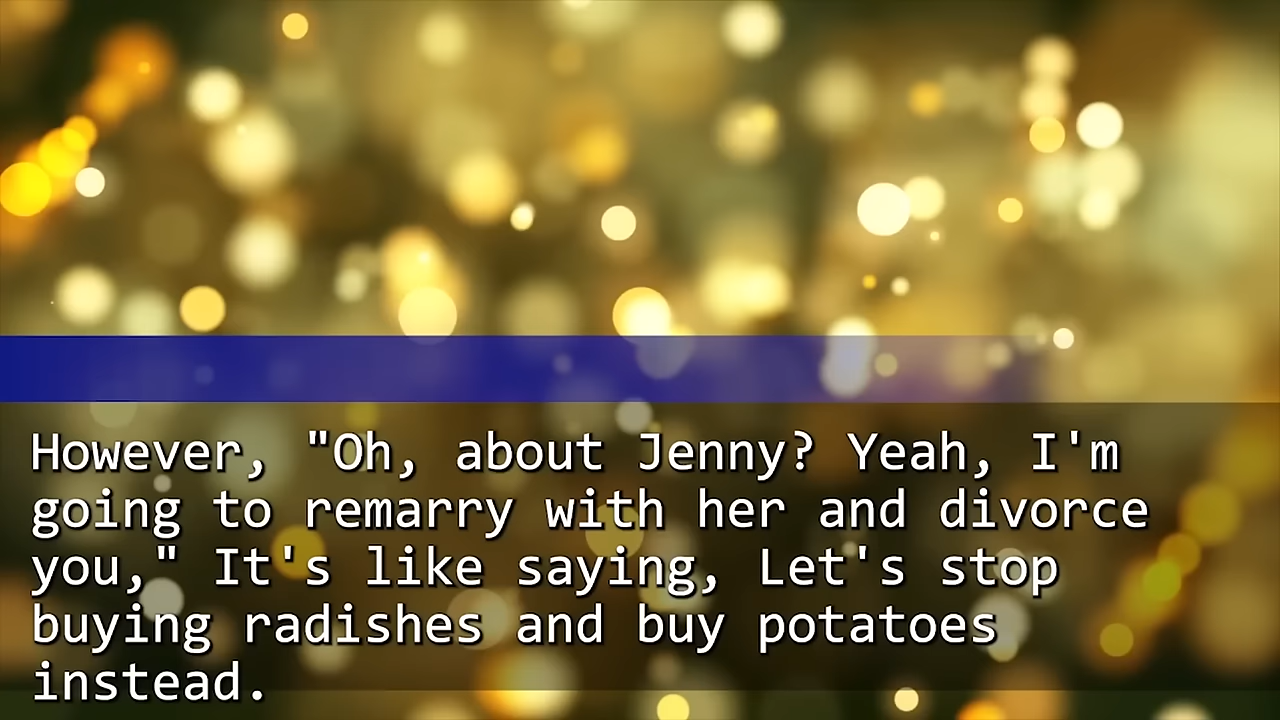 However, "Oh, about Jenny? Yeah, I'm
going to remarry with her and divorce
you," It's like saying, Let's stop
buying radishes and buy potatoes
instead.